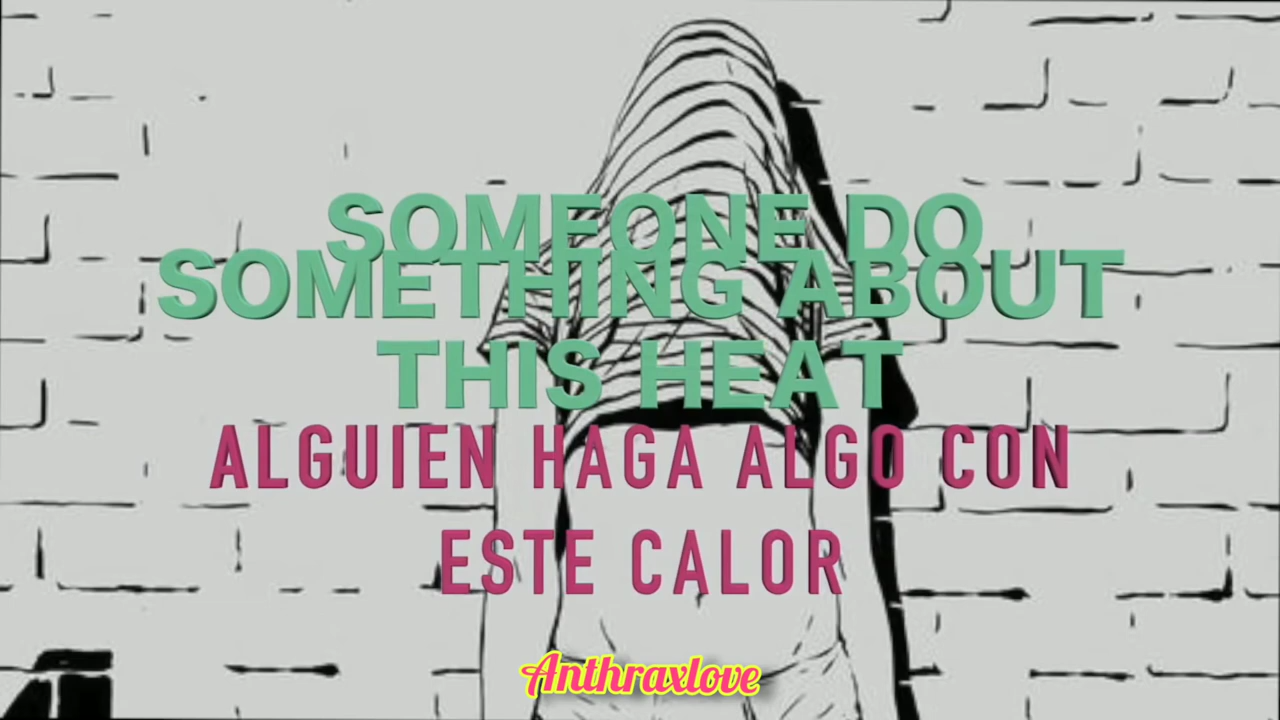 SOMEONE DO
SOMETHING ABOUT
THIS HEAT
ALGUIEN HAGA ALGO CON
ESTE CALOR
Anthraxlove